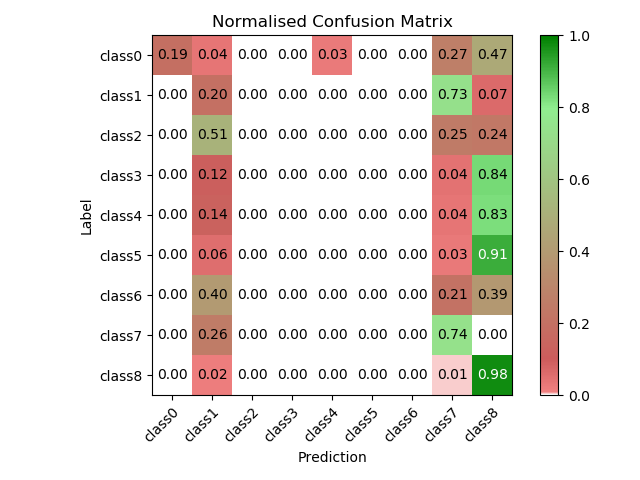 Normalised Confusion Matrix
class0 0.19 0.04 0.00 0.00 0.03 0.00 0.00 0.27 0.47
class1 0.00 0.20 0.00 0.00 0.00 0.00 0.00 0.73 0.07
class2 0.00 0.51 0.00 0.00 0.00 0.00 0.00 0.25 0.24
class3 0.00 0.12 0.00 0.00 0.00 0.00 0.00 0.04 0.84
class4 0.00 0.14 0.00 0.00 0.00 0.00 0.00 0.04 0.83
class5 0.00 0.06 0.00 0.00 0.00 0.00 0.00 0.03 0.91
class6 0.00 0.40 0.00 0.00 0.00 0.00 0.00 0.21 0.39
class7 0.00 0.26 0.00 0.00 0.00 0.00 0.00 0.74 0.00
class8 0.00 0.02 0.00 0.00 0.00 0.00 0.00 0.01 0.98
class0 class1 class2 class3 class4 class5 class6 class7 class8
Prediction
Label
1.0
0.8
0.6
0.4
0.2
0.0